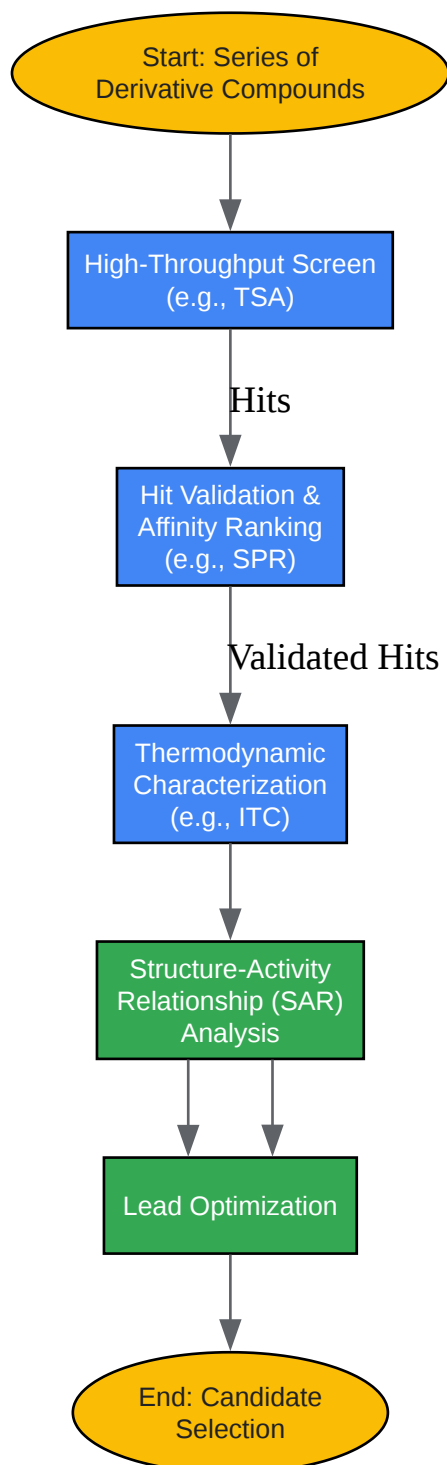 Start: Series of
Derivative Compounds
High-Throughput Screen
(e.g., TSA)
Hits
Hit Validation &
Affinity Ranking
(e.g., SPR)
Validated Hits
Thermodynamic
Characterization
(e.g., ITC)
Structure-Activity
Relationship (SAR)
Analysis
Lead Optimization
End: Candidate
Selection